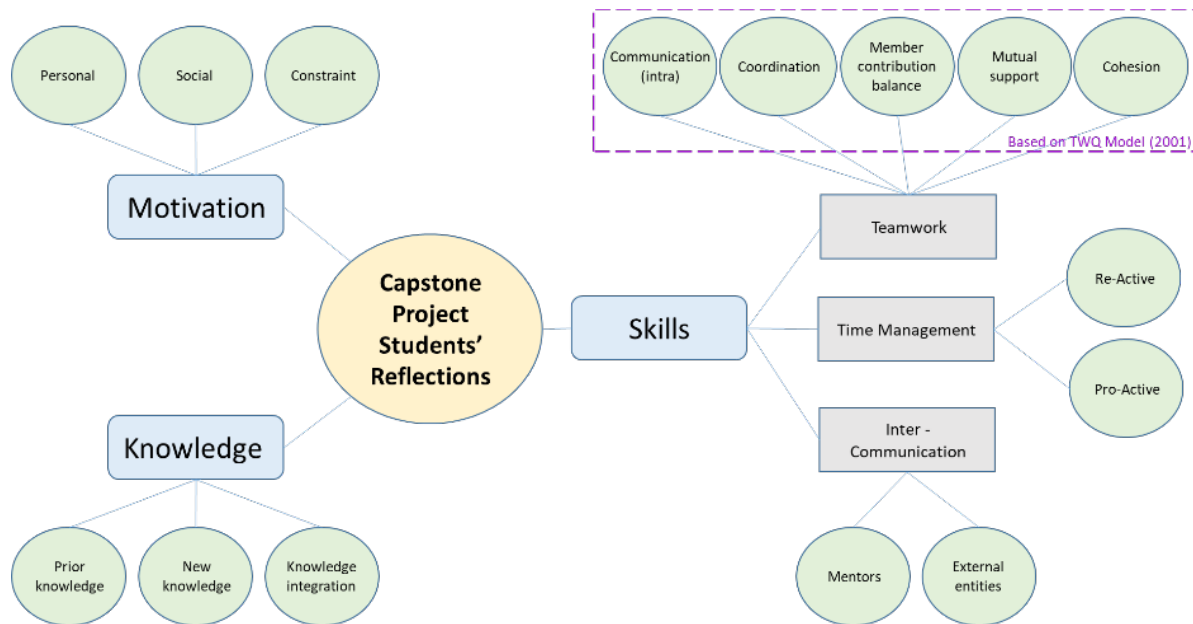 Personal
Social
Constraint
Motivation
Communication
(intra)
Coordination
Member
contribution
balance
Mutual
support
Cohesion
Based on TWQ Model (2001)
Teamwork
Capstone
Project
Students’
Reflections
Skills
Time Management
Re-Active
Pro-Active
Inter -
Communication
Mentors
External
entities
Knowledge
Prior
knowledge
New
knowledge
Knowledge
integration